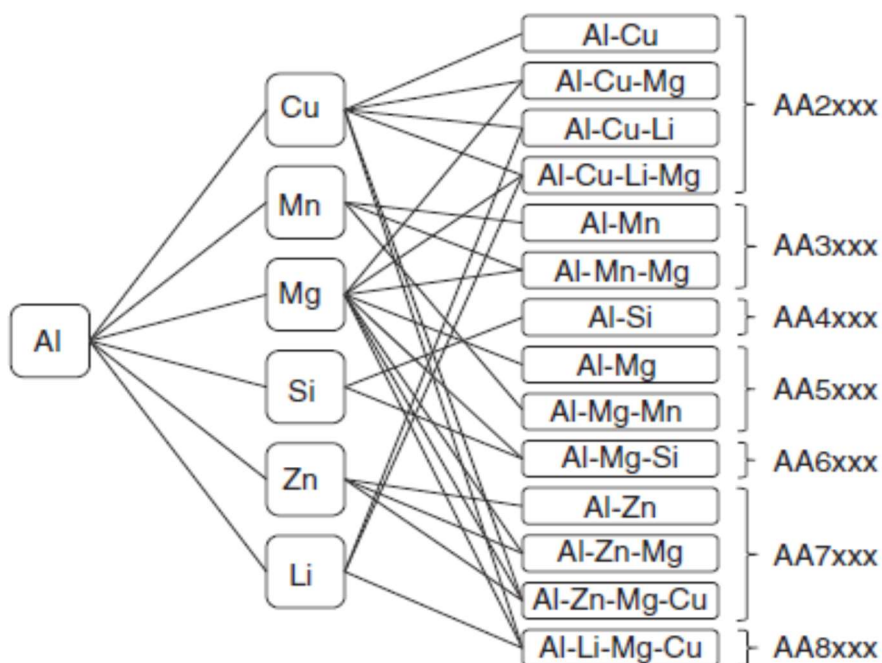 Al
Cu
Mn
Mg
Si
Zn
Li
Al-Cu
Al-Cu-Mg
Al-Cu-Li
Al-Cu-Li-Mg
Al-Mn
Al-Mn-Mg
Al-Si
Al-Mg
Al-Mg-Mn
Al-Mg-Si
Al-Zn
Al-Zn-Mg
Al-Zn-Mg-Cu
Al-Li-Mg-Cu
AA2xxx
AA3xxx
AA4xxx
AA5xxx
AA6xxx
AA7xxx
AA8xxx